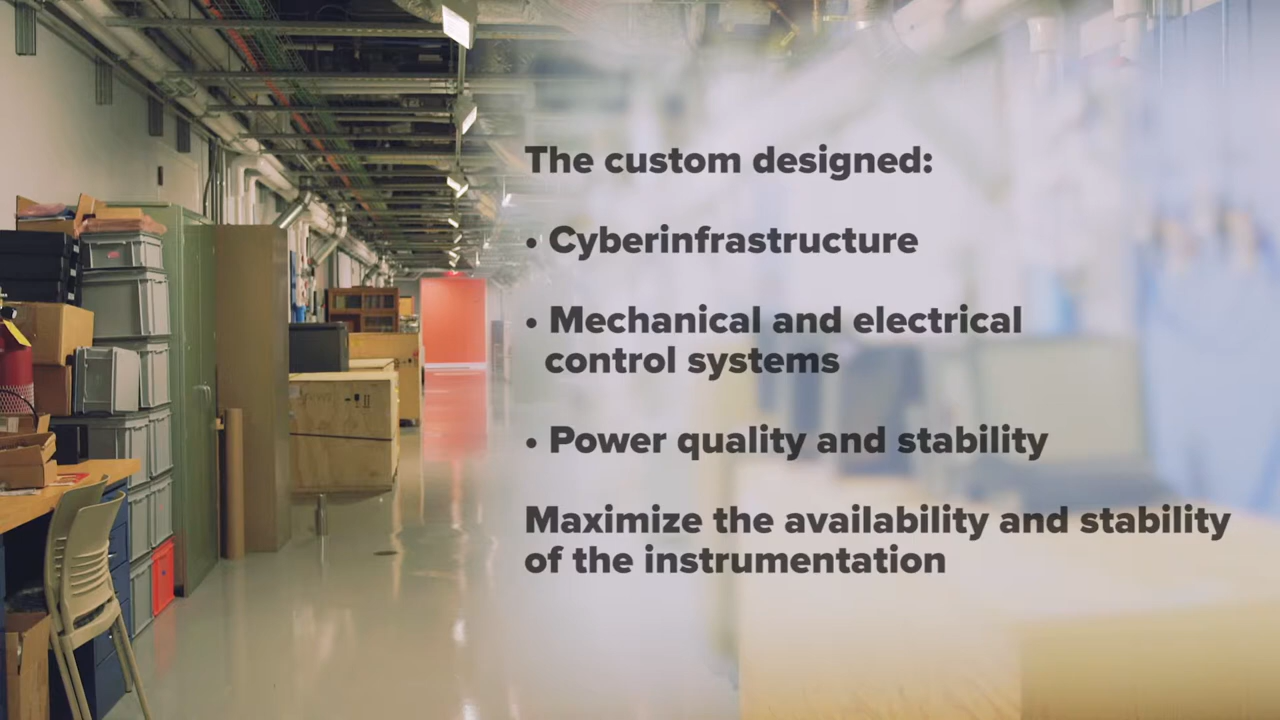 The custom designed:
• Cyberinfrastructure
• Mechanical and electrical
control systems
• Power quality and stability
Maximize the availability and stability
of the instrumentation